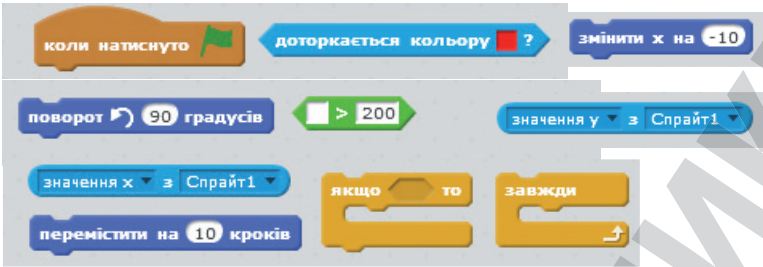 коли натиснуто
доторкається кольору ?
змінити x на -10
поворот 90 градусів
> 200
значення y з Спрайт1
значення x з Спрайт1
якщо то
завжди
перемістити на 10 кроків